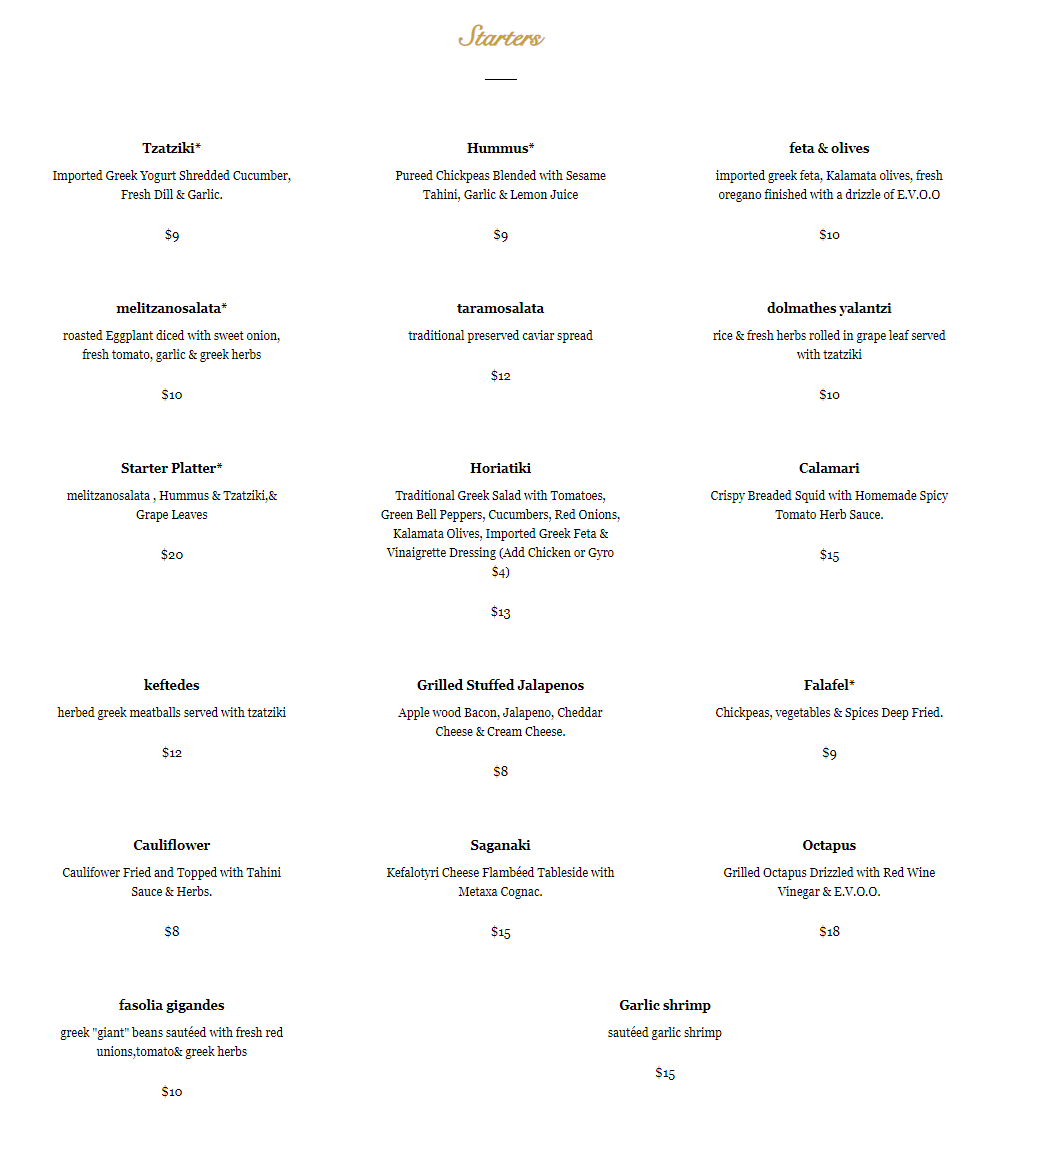 Starters
Tzatziki*
Imported Greek Yogurt Shredded Cucumber,
Fresh Dill & Garlic.
$9
Hummus*
Pureed Chickpeas Blended with Sesame
Tahini, Garlic & Lemon Juice
$9
feta & olives
imported greek feta, Kalamata olives, fresh
oregano finished with a drizzle of E.V.O.O
$10
melitzanosalata*
roasted Eggplant diced with sweet onion,
fresh tomato, garlic & greek herbs
$10
taramosalata
traditional preserved caviar spread
$12
dolmathes yalantzi
rice & fresh herbs rolled in grape leaf served
with tzatziki
$10
Starter Platter*
melitzanosalata , Hummus & Tzatziki,&
Grape Leaves
$20
Horiatiki
Traditional Greek Salad with Tomatoes,
Green Bell Peppers, Cucumbers, Red Onions,
Kalamata Olives, Imported Greek Feta &
Vinaigrette Dressing (Add Chicken or Gyro
$4)
$13
Calamari
Crispy Breaded Squid with Homemade Spicy
Tomato Herb Sauce.
$15
keftedes
herbed greek meatballs served with tzatziki
$12
Grilled Stuffed Jalapenos
Apple wood Bacon, Jalapeno, Cheddar
Cheese & Cream Cheese.
$8
Falafel*
Chickpeas, vegetables & Spices Deep Fried.
$9
Cauliflower
Caulifower Fried and Topped with Tahini
Sauce & Herbs.
$8
Saganaki
Kefalotyri Cheese Flambéed Tableside with
Metaxa Cognac.
$15
Octapus
Grilled Octapus Drizzled with Red Wine
Vinegar & E.V.O.O.
$18
fasolia gigandes
greek "giant" beans sautéed with fresh red
unions,tomato& greek herbs
$10
Garlic shrimp
sautéed garlic shrimp
$15